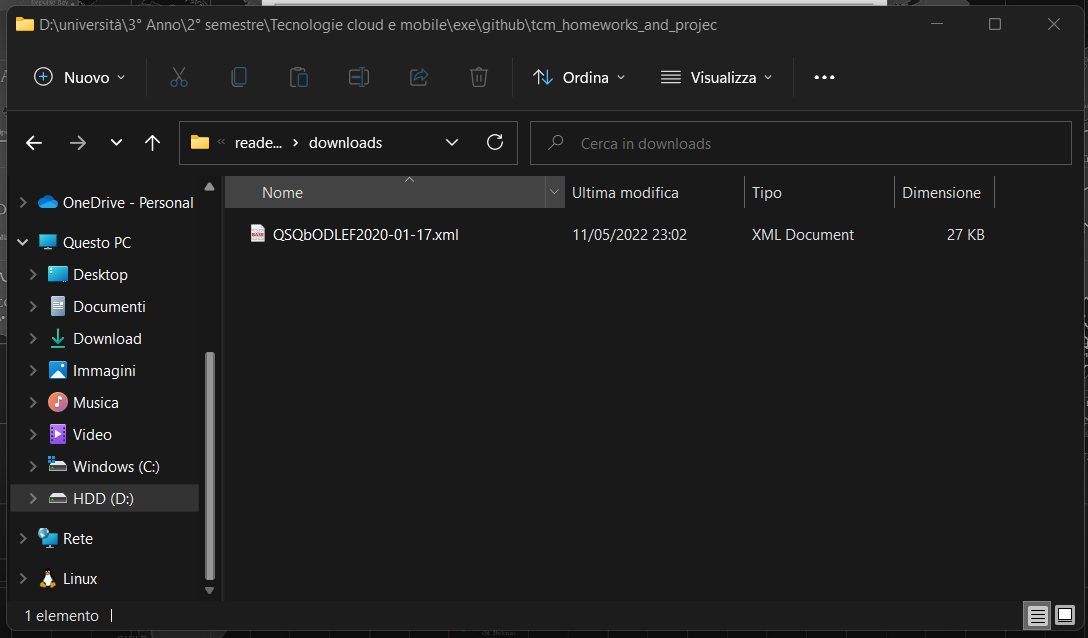 D:\università\3° Anno\2° semestre\Tecnologie cloud e mobile\exe\github\tcm_homeworks_and_projec
Nuovo
Ordina
Visualizza
reade... > downloads
Cerca in downloads
Nome
Ultima modifica
Tipo
Dimensione
QSQbODLEF2020-01-17.xml
11/05/2022 23:02
XML Document
27 KB
OneDrive - Personal
Questo PC
Desktop
Documenti
Download
Immagini
Musica
Video
Windows (C:)
HDD (D:)
Rete
Linux
1 elemento